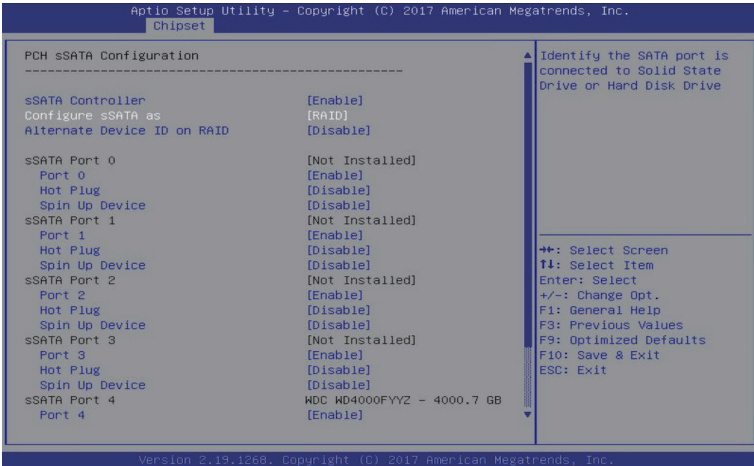 Aptio Setup Utility – Copyright (C) 2017 American Megatrends, Inc.
Chipset
PCH sSATA Configuration
--------------------------------------------------
sSATA Controller [Enable]
Configure sSATA as [RAID]
Alternate Device ID on RAID [Disable]
sSATA Port 0 [Not Installed]
Port 0 [Enable]
Hot Plug [Disable]
Spin Up Device [Disable]
sSATA Port 1 [Not Installed]
Port 1 [Enable]
Hot Plug [Disable]
Spin Up Device [Disable]
sSATA Port 2 [Not Installed]
Port 2 [Enable]
Hot Plug [Disable]
Spin Up Device [Disable]
sSATA Port 3 [Not Installed]
Port 3 [Enable]
Hot Plug [Disable]
Spin Up Device [Disable]
sSATA Port 4 WDC WD4000FYYZ - 4000.7 GB
Port 4 [Enable]
Identify the SATA port is
connected to Solid State
Drive or Hard Disk Drive
→←: Select Screen
↑↓: Select Item
Enter: Select
+/-: Change Opt.
F1: General Help
F3: Previous Values
F9: Optimized Defaults
F10: Save & Exit
ESC: Exit
Version 2.19.1268. Copyright (C) 2017 American Megatrends, Inc.